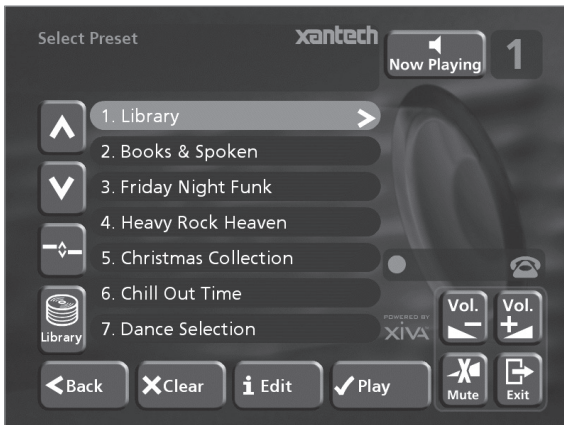 Select Preset
xantech
Now Playing
1
1. Library
2. Books & Spoken
3. Friday Night Funk
4. Heavy Rock Heaven
5. Christmas Collection
6. Chill Out Time
7. Dance Selection
Library
POWERED BY
XIVA
Vol.
Vol.
Back
Clear
i Edit
Play
Mute
Exit